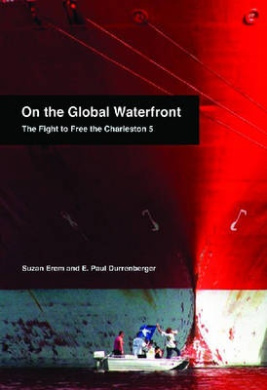 On the Global Waterfront
The Fight to Free the Charleston 5
Suzan Erem and E. Paul Durrenberger